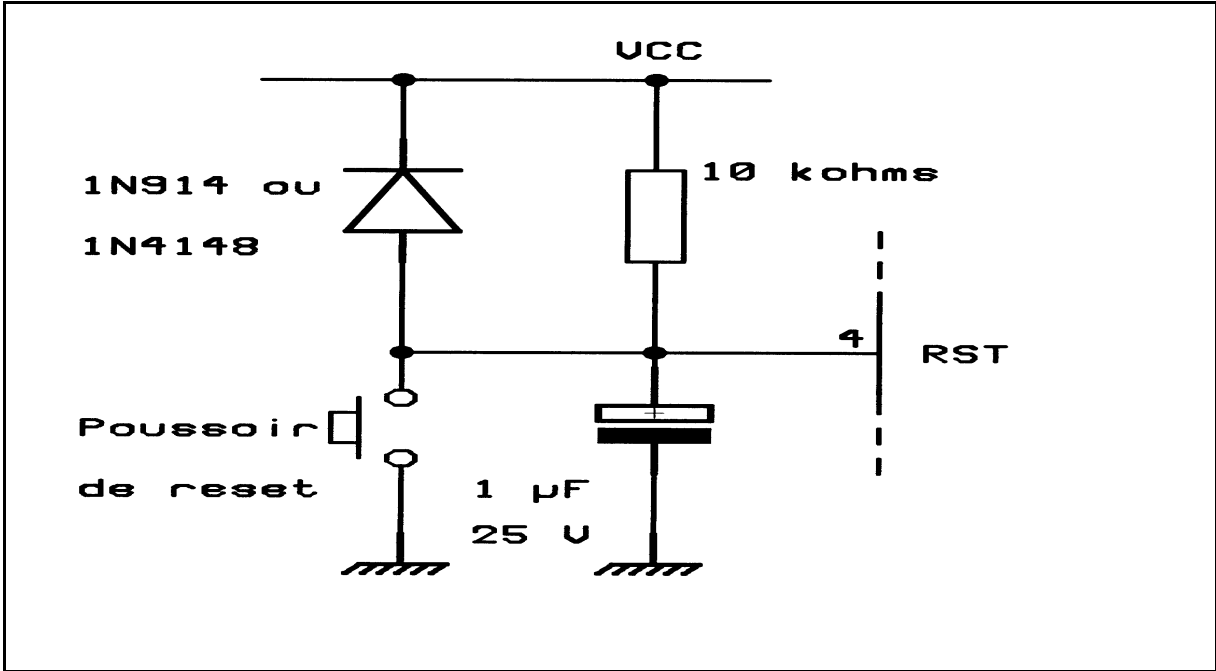 VCC
1N914 ou
1N4148
10 kohms
4
RST
Poussoir
de reset
1 µF
25 V
+